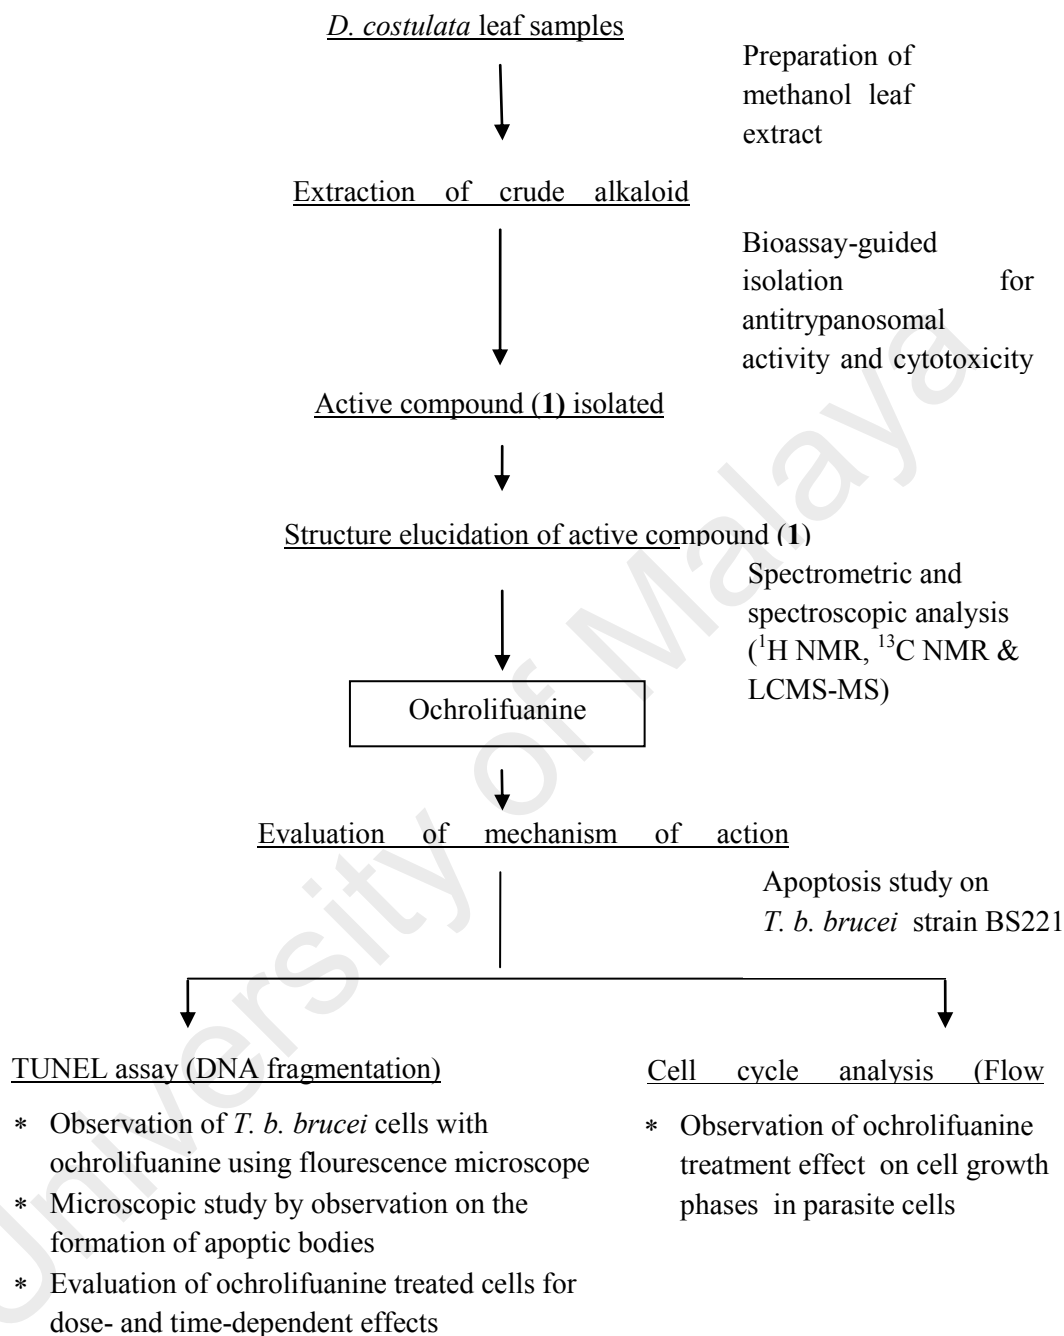 D. costulata leaf samples
Preparation of
methanol leaf
extract
Extraction of crude alkaloid
Bioassay-guided
isolation for
antitrypanosomal
activity and cytotoxicity
Active compound (1) isolated
Structure elucidation of active compound (1)
Spectrometric and
spectroscopic analysis
(¹H NMR, ¹³C NMR &
LCMS-MS)
Ochrolifuanine
Evaluation of mechanism of action
Apoptosis study on
T. b. brucei strain BS221
TUNEL assay (DNA fragmentation)
* Observation of T. b. brucei cells with
ochrolifuanine using flourescence microscope
* Microscopic study by observation on the
formation of apoptic bodies
* Evaluation of ochrolifuanine treated cells for
dose- and time-dependent effects
Cell cycle analysis (Flow
* Observation of ochrolifuanine
treatment effect on cell growth
phases in parasite cells
University of Malaya